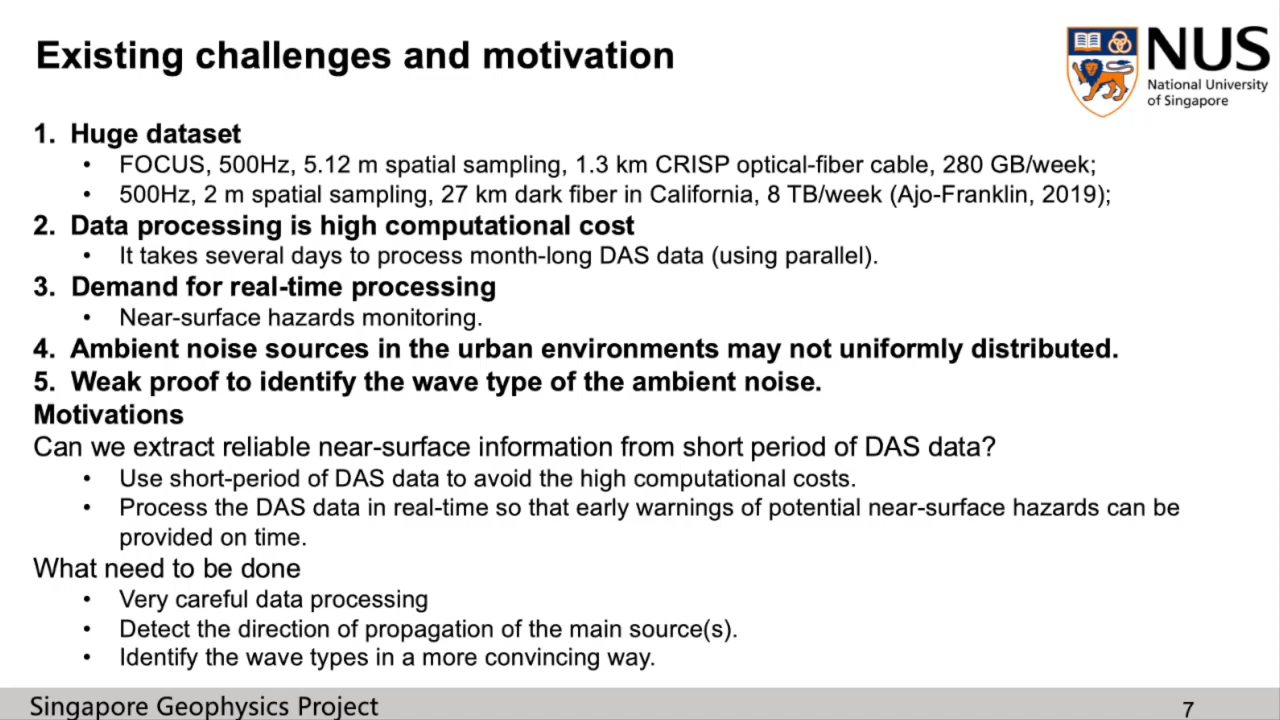 Existing challenges and motivation
NUS
National University
of Singapore
1. Huge dataset
• FOCUS, 500Hz, 5.12 m spatial sampling, 1.3 km CRISP optical-fiber cable, 280 GB/week;
• 500Hz, 2 m spatial sampling, 27 km dark fiber in California, 8 TB/week (Ajo-Franklin, 2019);
2. Data processing is high computational cost
• It takes several days to process month-long DAS data (using parallel).
3. Demand for real-time processing
• Near-surface hazards monitoring.
4. Ambient noise sources in the urban environments may not uniformly distributed.
5. Weak proof to identify the wave type of the ambient noise.
Motivations
Can we extract reliable near-surface information from short period of DAS data?
• Use short-period of DAS data to avoid the high computational costs.
• Process the DAS data in real-time so that early warnings of potential near-surface hazards can be
provided on time.
What need to be done
• Very careful data processing
• Detect the direction of propagation of the main source(s).
• Identify the wave types in a more convincing way.
Singapore Geophysics Project
7